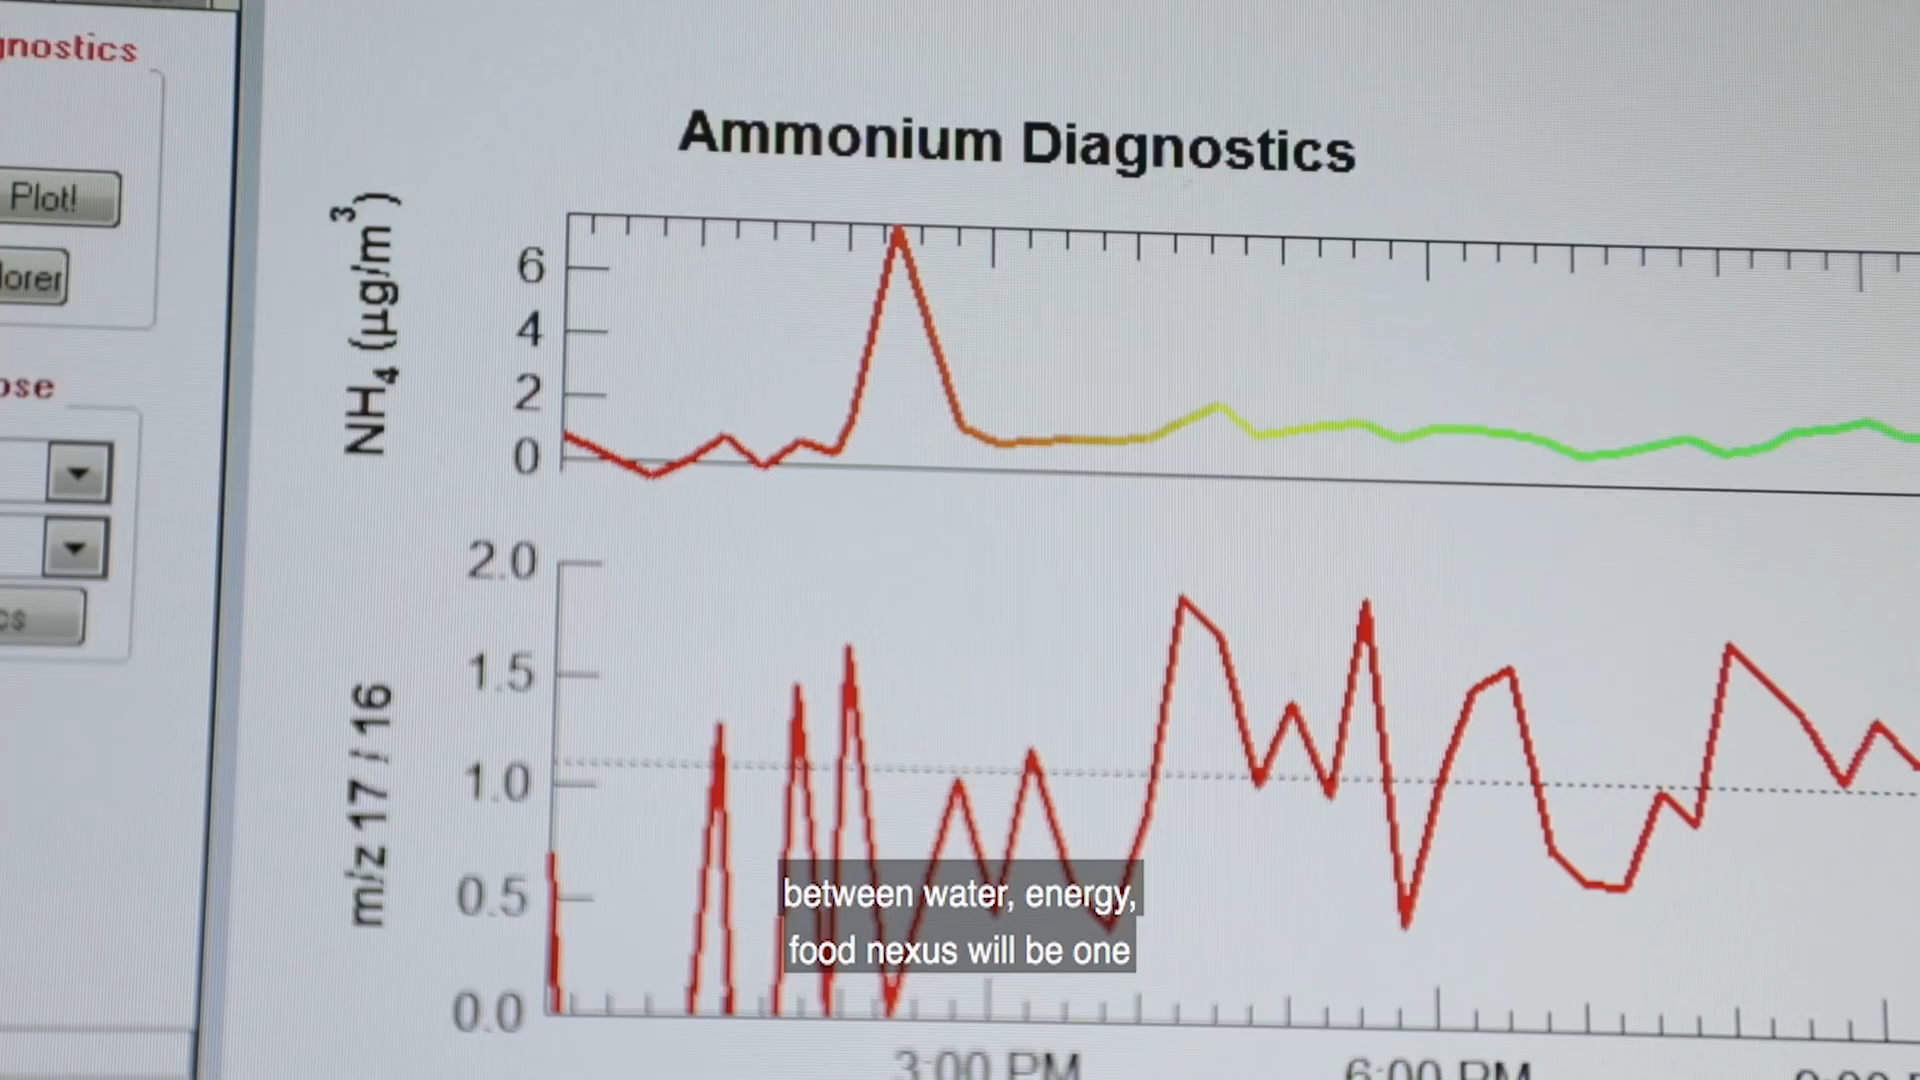 gnostics
Plot!
lorer
ose
cs
Ammonium Diagnostics
NH4 (µg/m3)
6
4
2
0
m/z 17 / 16
2.0
1.5
1.0
0.5
0.0
3:00 PM
6:00 PM
between water, energy,
food nexus will be one